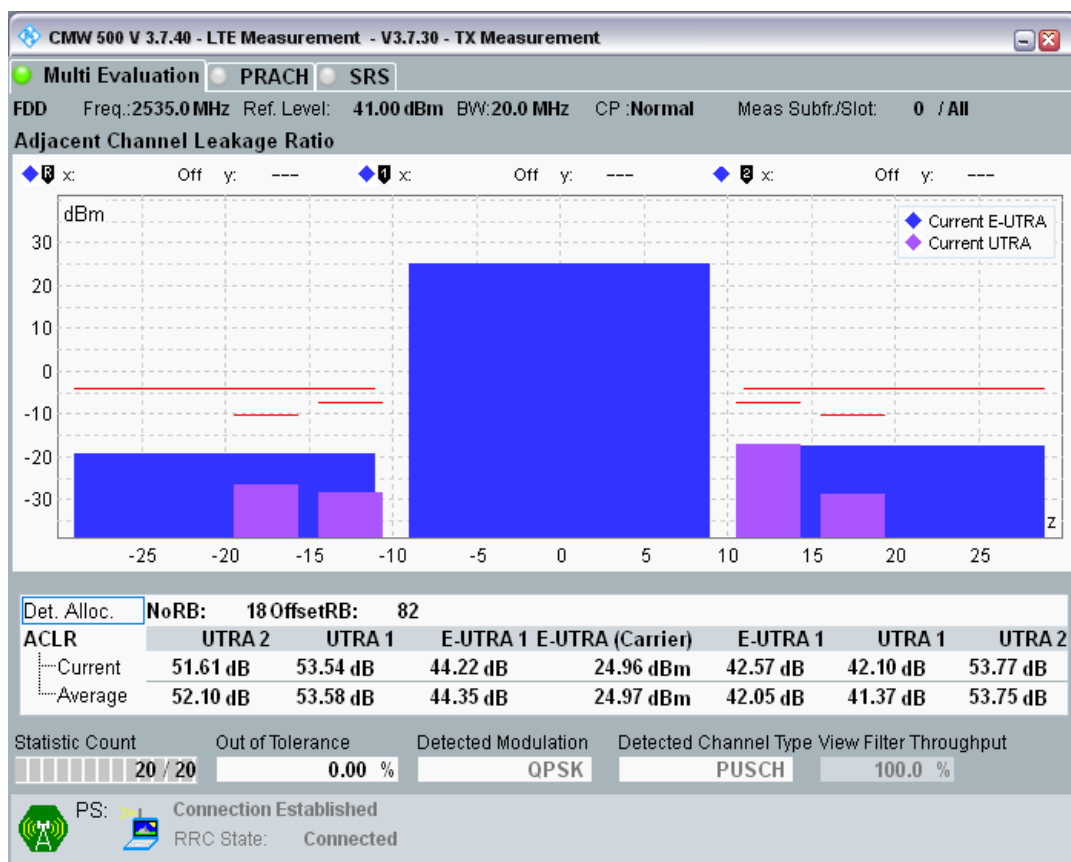 CMW 500 V 3.7.40 - LTE Measurement - V3.7.30 - TX Measurement
Multi Evaluation PRACH SRS
FDD Freq.:2535.0 MHz Ref. Level: 41.00 dBm BW:20.0 MHz CP :Normal Meas Subfr./Slot: 0 / All
Adjacent Channel Leakage Ratio
R x: Off y: --- 1 x: Off y: --- 2 x: Off y: ---
dBm
Current E-UTRA
Current UTRA
30
20
10
0
-10
-20
-30
z
-25 -20 -15 -10 -5 0 5 10 15 20 25
Det. Alloc. NoRB: 18 OffsetRB: 82
ACLR UTRA 2 UTRA 1 E-UTRA 1 E-UTRA (Carrier) E-UTRA 1 UTRA 1 UTRA 2
Current 51.61 dB 53.54 dB 44.22 dB 24.96 dBm 42.57 dB 42.10 dB 53.77 dB
Average 52.10 dB 53.58 dB 44.35 dB 24.97 dBm 42.05 dB 41.37 dB 53.75 dB
Statistic Count Out of Tolerance Detected Modulation Detected Channel Type View Filter Throughput
20 / 20 0.00 % QPSK PUSCH 100.0 %
PS: Connection Established
RRC State: Connected